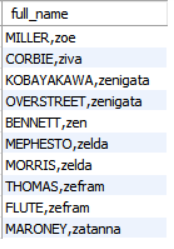 full_name
MILLER,zoe
CORBIE,ziva
KOBAYAKAWA,zenigata
OVERSTREET,zenigata
BENNETT,zen
MEPHESTO,zelda
MORRIS,zelda
THOMAS,zefram
FLUTE,zefram
MARONEY,zatanna